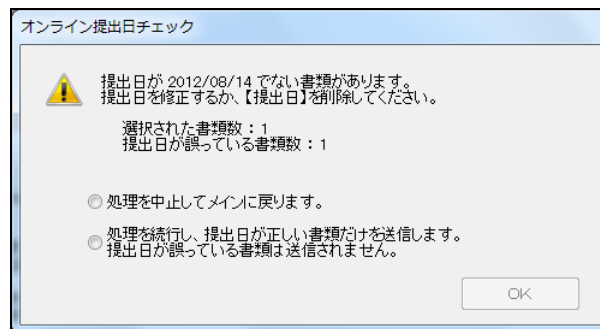 オンライン提出日チェック
提出日が 2012/08/14 でない書類があります。
提出日を修正するか、【提出日】を削除してください。
選択された書類数：1
提出日が誤っている書類数：1
処理を中止してメインに戻ります。
処理を続行し、提出日が正しい書類だけを送信します。
提出日が誤っている書類は送信されません。
OK